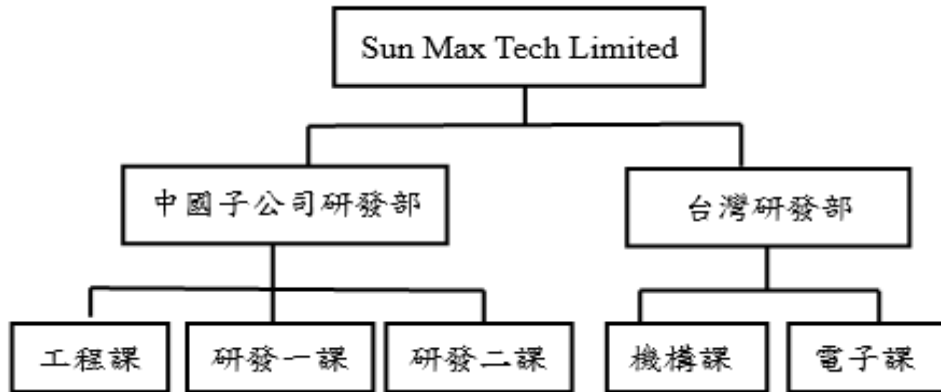 Sun Max Tech Limited
中國子公司研發部
台灣研發部
工程課
研發一課
研發二課
機構課
電子課